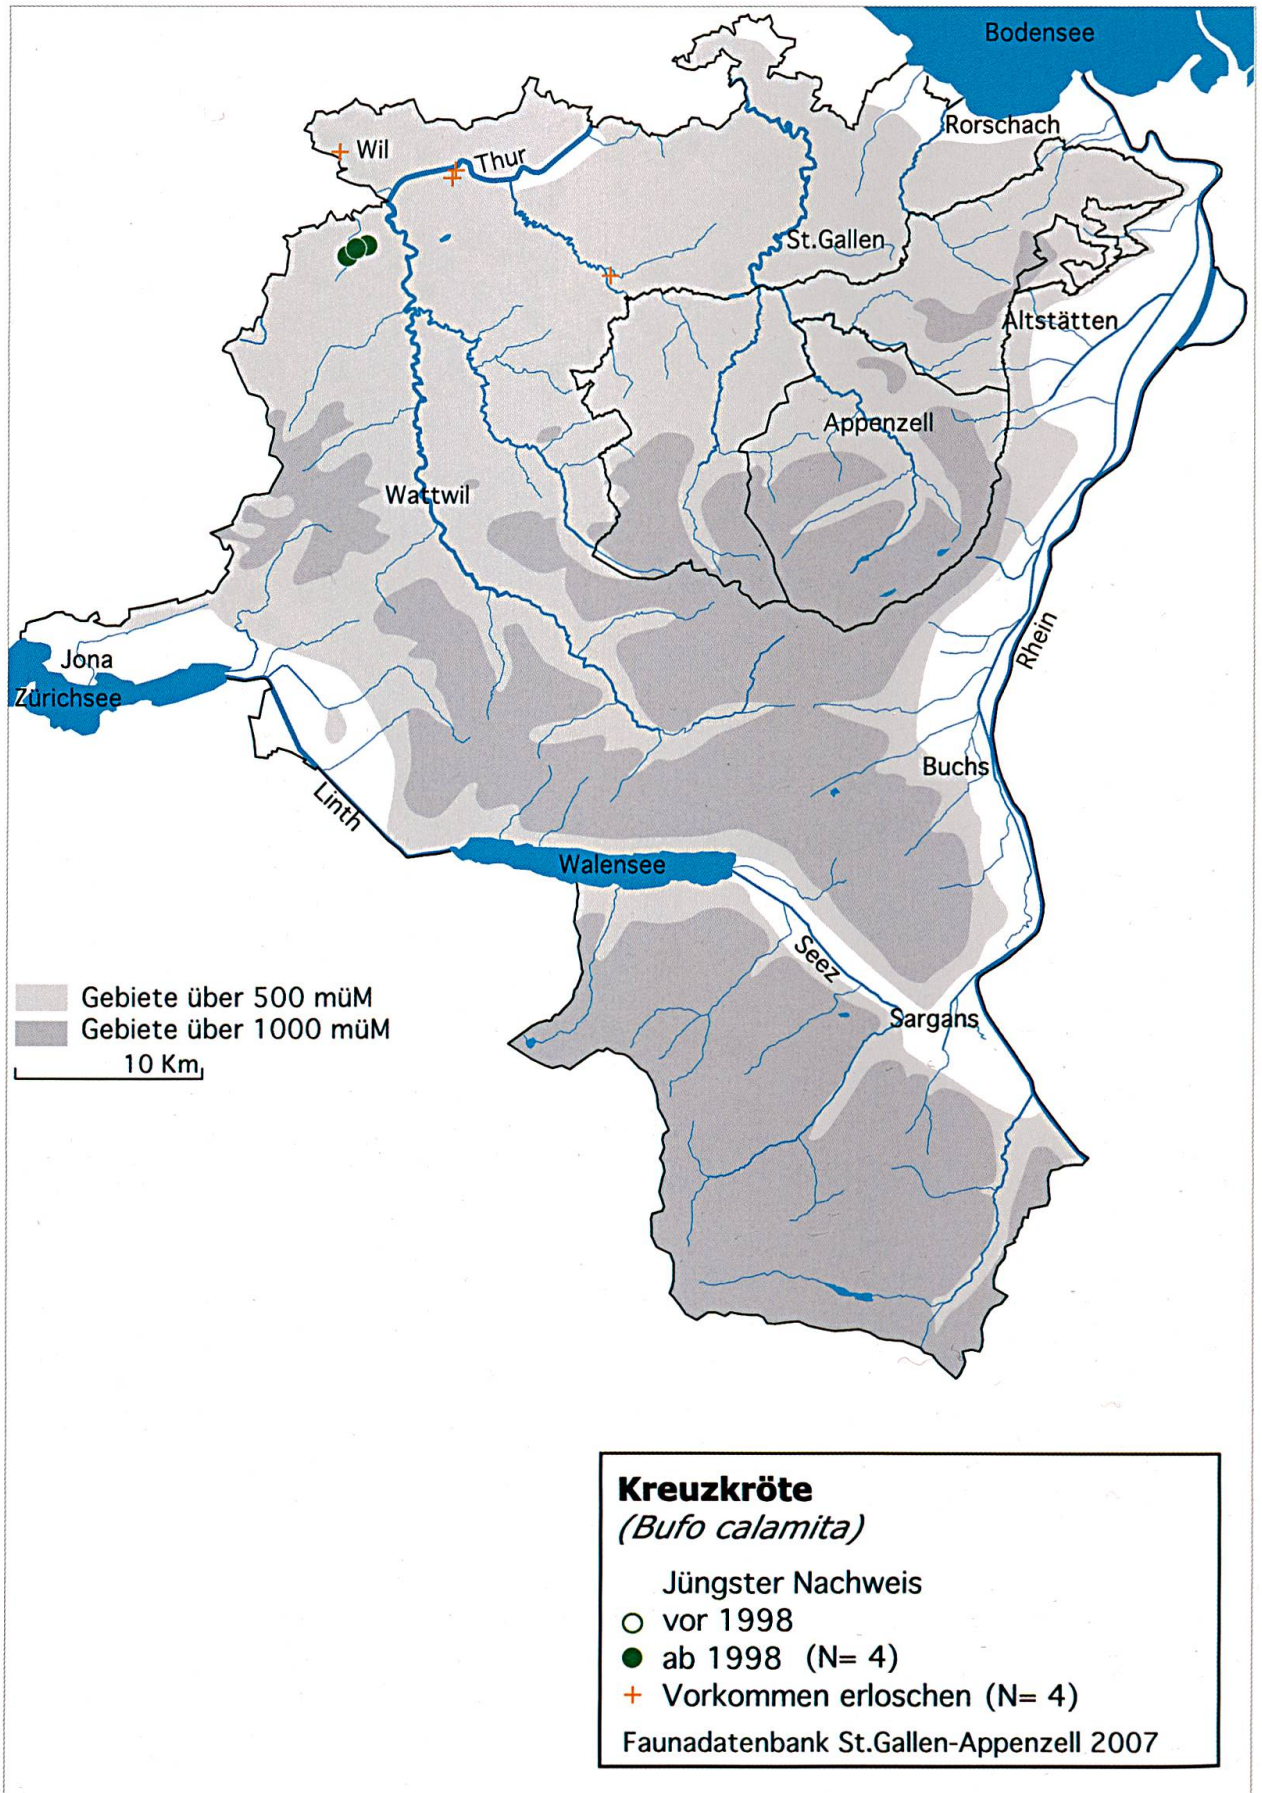 Bodensee
Rorschach
Wil
Thur
St.Gallen
Altstätten
Appenzell
Wattwil
Rhein
Jona
Zürichsee
Buchs
Linth
Walensee
Seez
Sargans
Gebiete über 500 müM
Gebiete über 1000 müM
10 Km
Kreuzkröte
(Bufo calamita)
Jüngster Nachweis
vor 1998
ab 1998 (N= 4)
Vorkommen erloschen (N= 4)
Faunadatenbank St.Gallen-Appenzell 2007